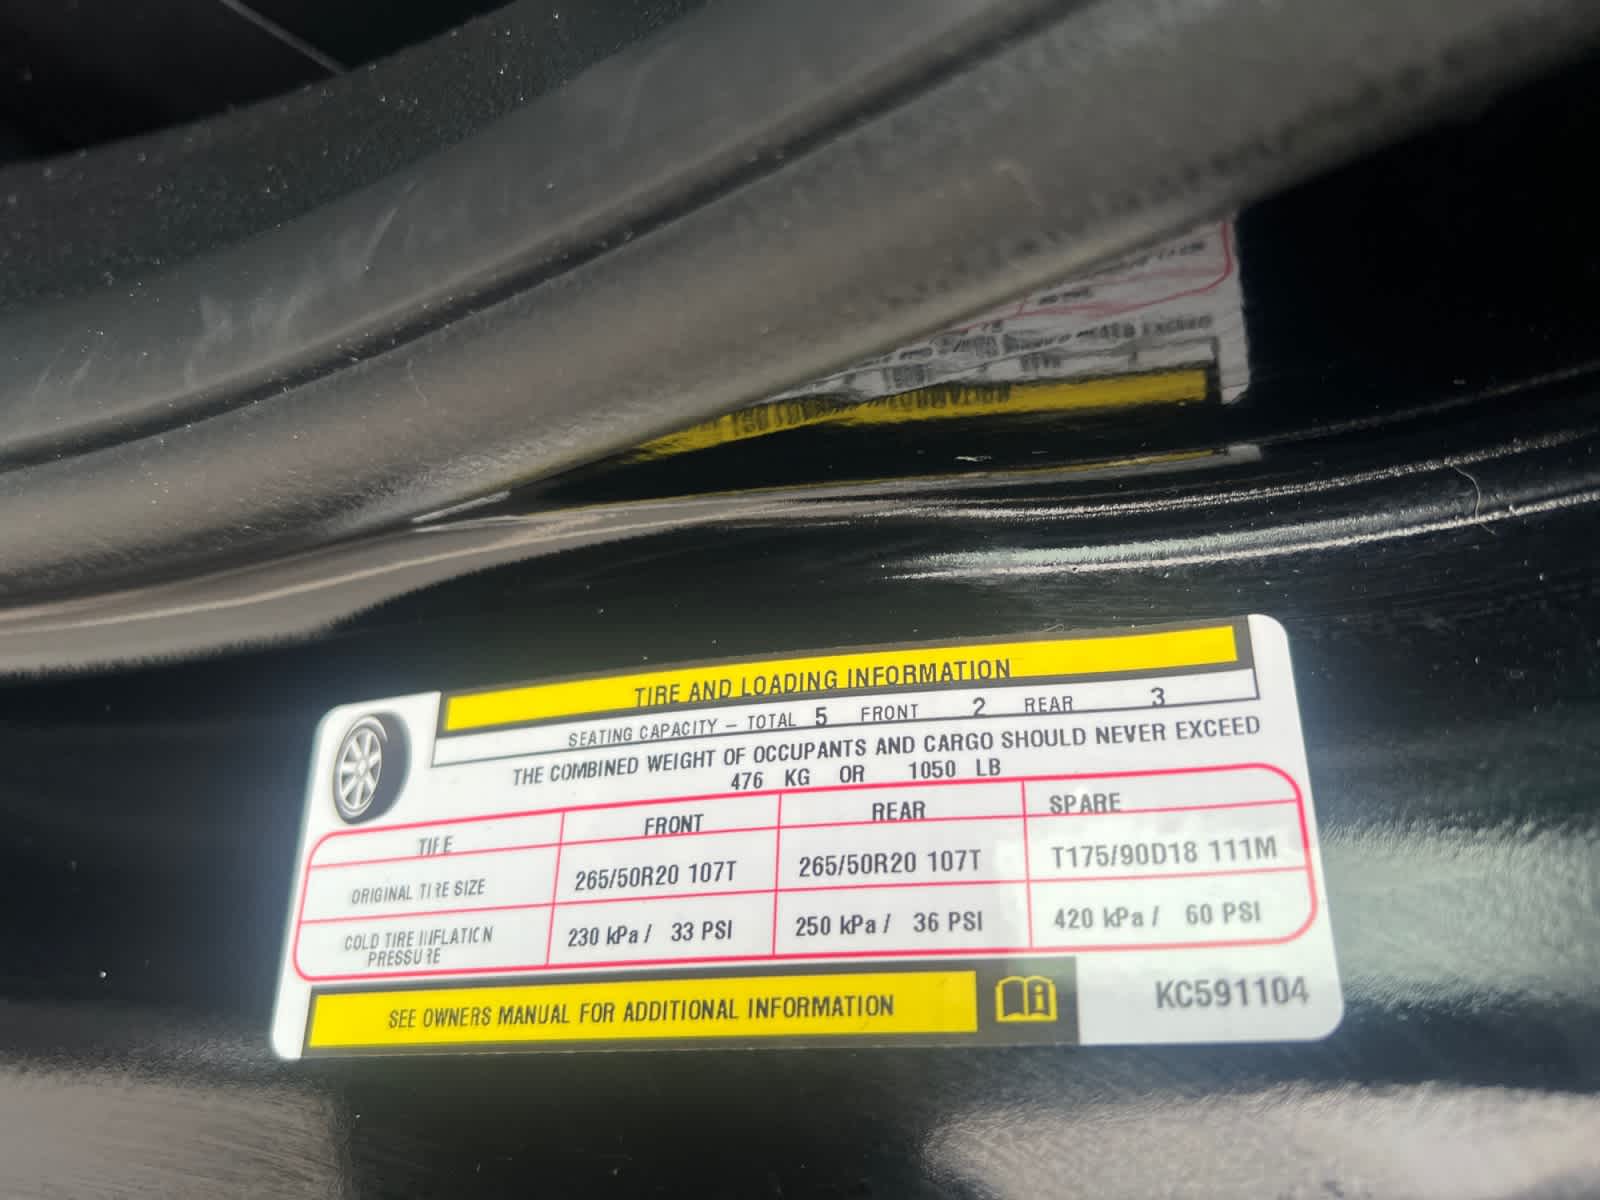 TIRE AND LOADING INFORMATION
SEATING CAPACITY – TOTAL 5 FRONT 2 REAR 3
THE COMBINED WEIGHT OF OCCUPANTS AND CARGO SHOULD NEVER EXCEED
476 KG OR 1050 LB
TIRE FRONT REAR SPARE
ORIGINAL TIRE SIZE 265/50R20 107T 265/50R20 107T T175/90D18 111M
COLD TIRE INFLATION 230 kPa / 33 PSI 250 kPa / 36 PSI 420 kPa / 60 PSI
PRESSURE
SEE OWNERS MANUAL FOR ADDITIONAL INFORMATION
KC591104